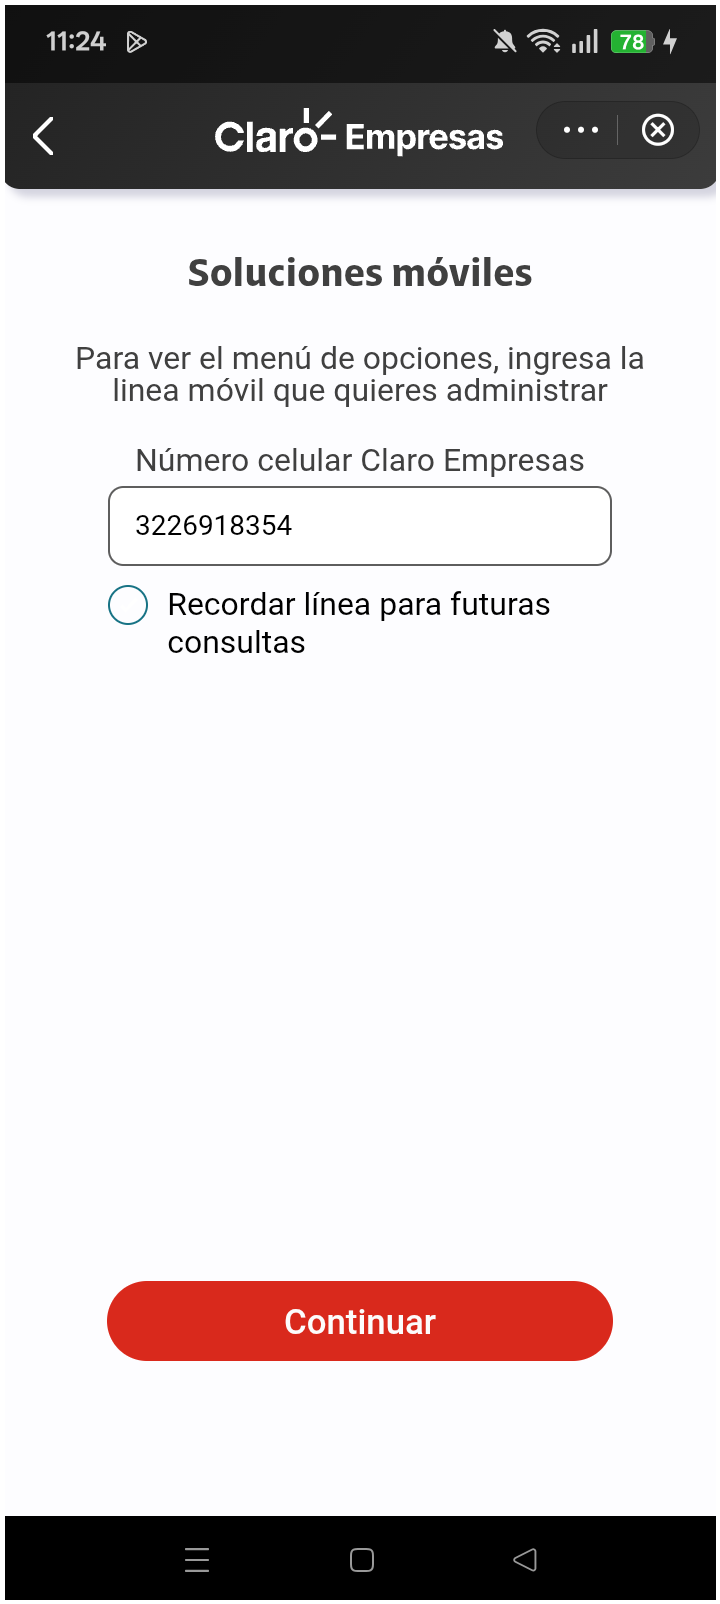 11:24
78
Claro Empresas
Soluciones móviles
Para ver el menú de opciones, ingresa la
linea móvil que quieres administrar
Número celular Claro Empresas
3226918354
Recordar línea para futuras
consultas
Continuar